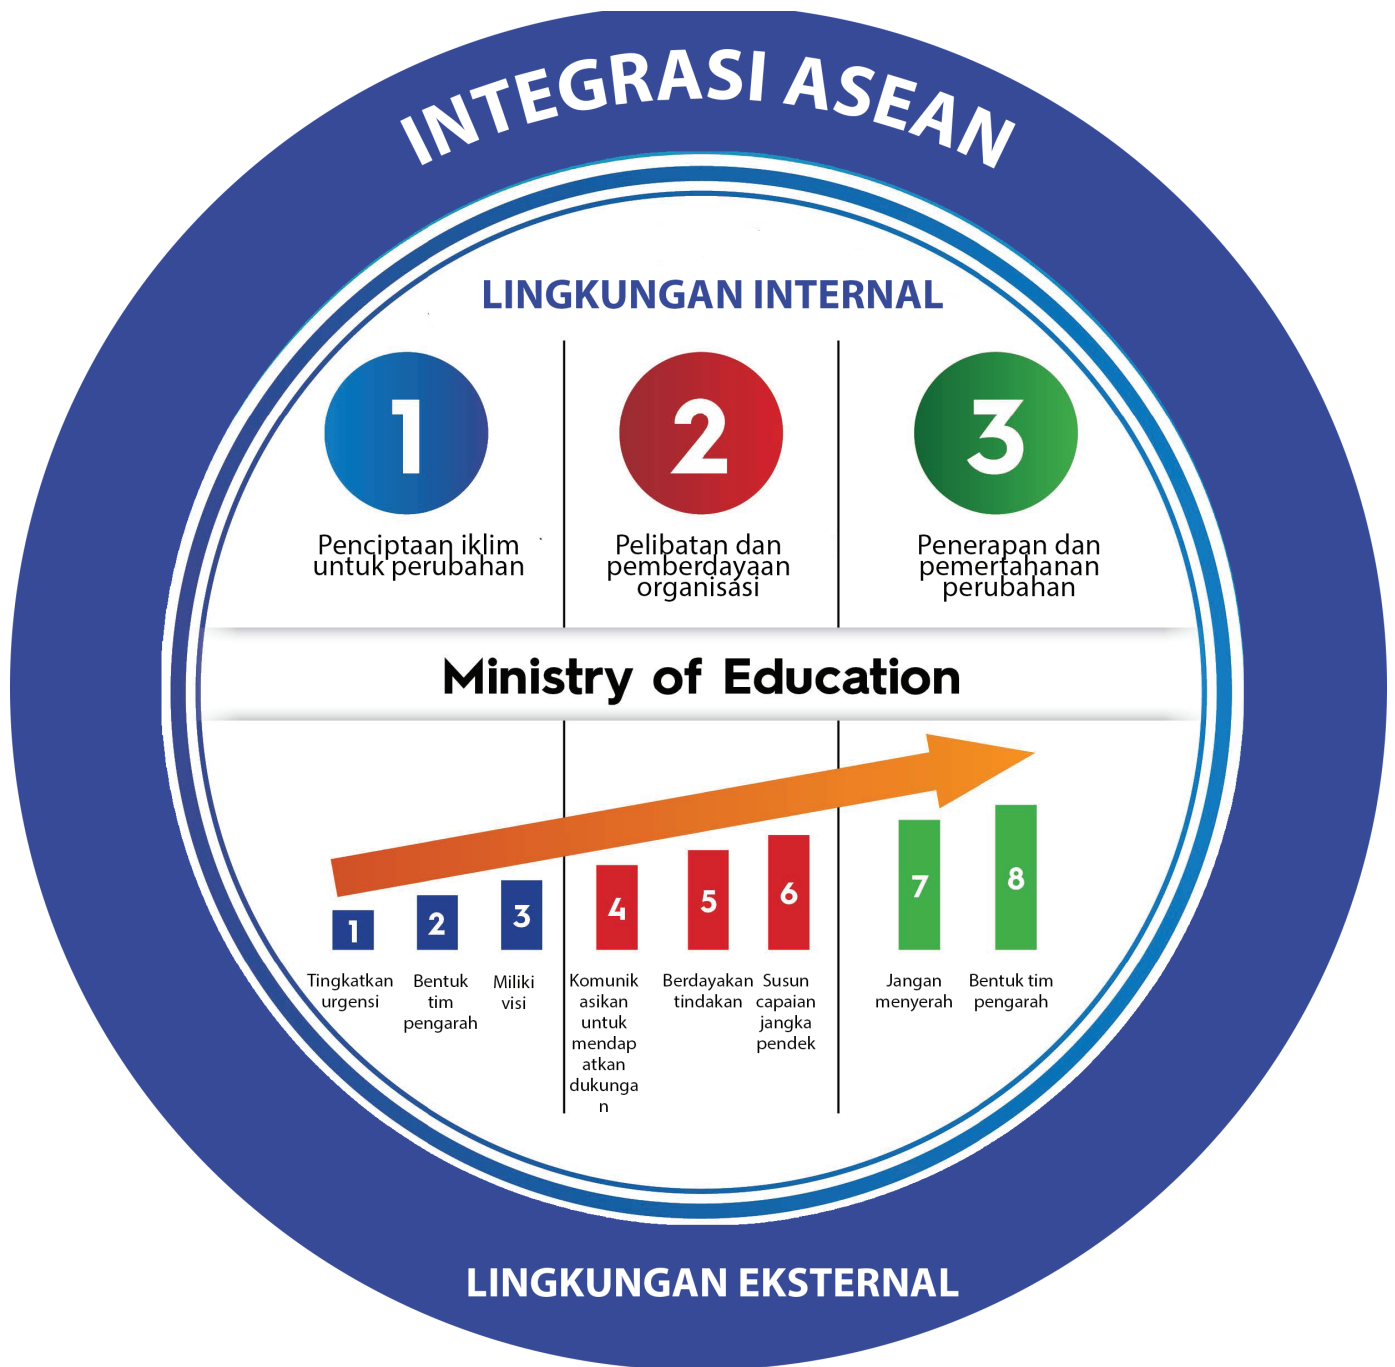 INTEGRASI ASEAN
LINGKUNGAN INTERNAL
1
Penciptaan iklim
untuk perubahan
2
Pelibatan dan
pemberdayaan
organisasi
3
Penerapan dan
pemertahanan
perubahan
Ministry of Education
1
Tingkatkan
urgensi
2
Bentuk
tim
pengarah
3
Miliki
visi
4
Komunik
asikan
untuk
mendap
atkan
dukunga
n
5
Berdayakan
tindakan
6
Susun
capaian
jangka
pendek
7
Jangan
menyerah
8
Bentuk tim
pengarah
LINGKUNGAN EKSTERNAL